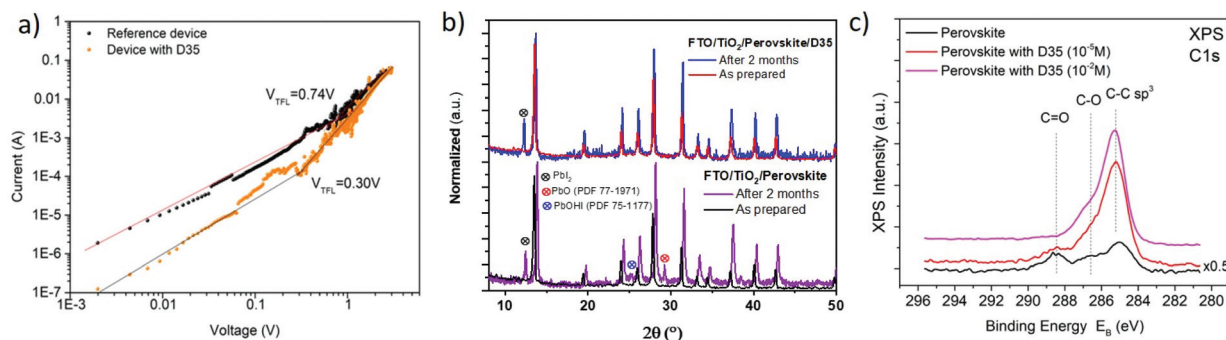 a)
Reference device
Device with D35
V_TFL=0.74V
V_TFL=0.30V
Current (A)
1
0.1
0.01
1E-3
1E-4
1E-5
1E-6
1E-7
1E-3 0.01 0.1 1
Voltage (V)
b)
FTO/TiO₂/Perovskite/D35
After 2 months
As prepared
FTO/TiO₂/Perovskite
PbI₂
PbO (PDF 77-1971)
After 2 months
PbOHI (PDF 75-1177)
As prepared
Normalized (a.u.)
10 20 30 40 50
2θ (°)
c)
Perovskite
XPS
Perovskite with D35 (10⁻⁵M)
C1s
Perovskite with D35 (10⁻²M)
C-C sp³
C-O
C=O
x0.5
XPS Intensity (a.u.)
296 294 292 290 288 286 284 282 280
Binding Energy E_B (eV)